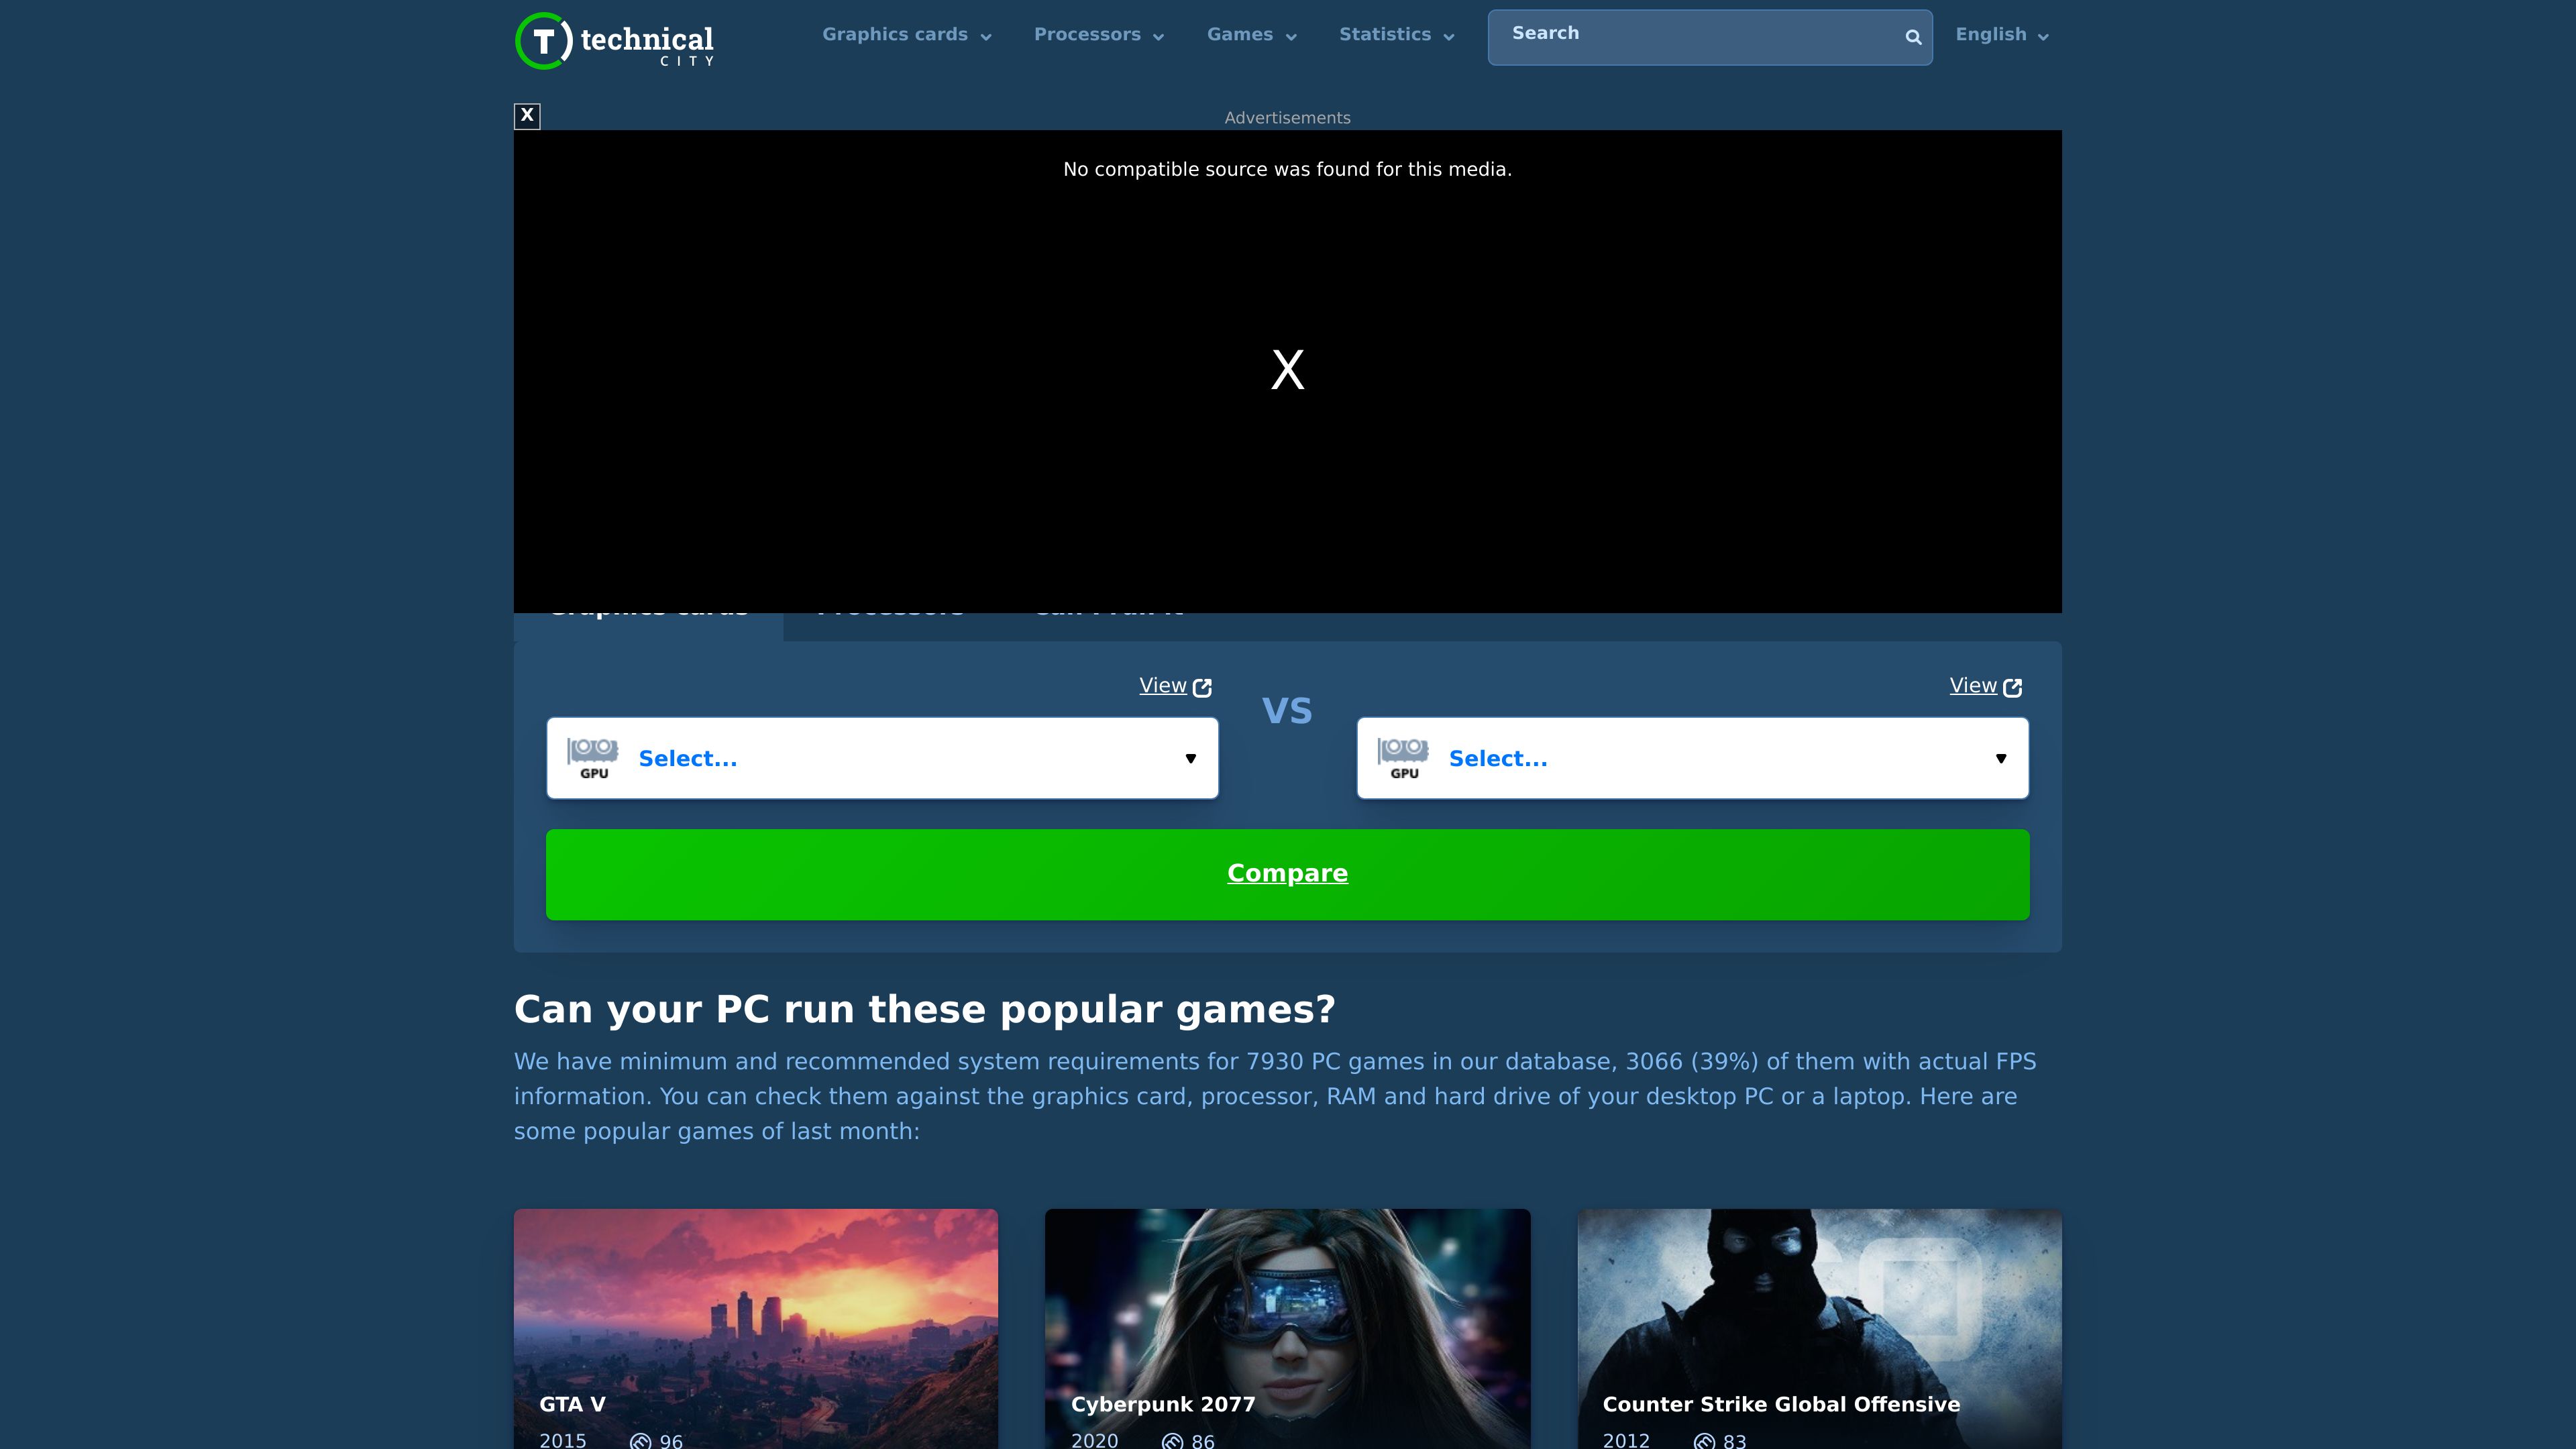 technical
CITY
Graphics cards
Processors
Games
Statistics
Search
English
X
Advertisements
No compatible source was found for this media.
X
Graphics cards
Processors
View
View
VS
GPU
Select...
GPU
Select...
Compare
Can your PC run these popular games?
We have minimum and recommended system requirements for 7930 PC games in our database, 3066 (39%) of them with actual FPS
information. You can check them against the graphics card, processor, RAM and hard drive of your desktop PC or a laptop. Here are
some popular games of last month:
GTA V
2015
96
Cyberpunk 2077
2020
86
Counter Strike Global Offensive
2012
83